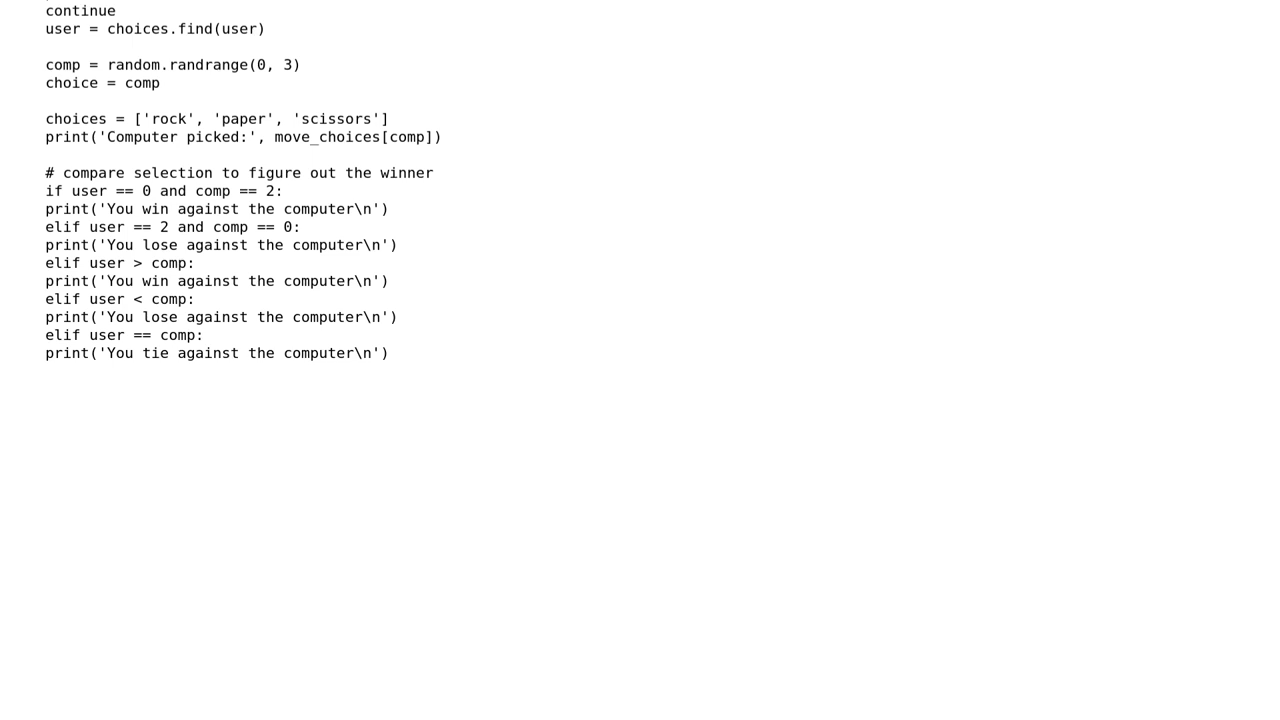 continue
user = choices.find(user)
comp = random.randrange(0, 3)
choice = comp
choices = ['rock', 'paper', 'scissors']
print('Computer picked:', move_choices[comp])
# compare selection to figure out the winner
if user == 0 and comp == 2:
print('You win against the computer\n')
elif user == 2 and comp == 0:
print('You lose against the computer\n')
elif user > comp:
print('You win against the computer\n')
elif user < comp:
print('You lose against the computer\n')
elif user == comp:
print('You tie against the computer\n')